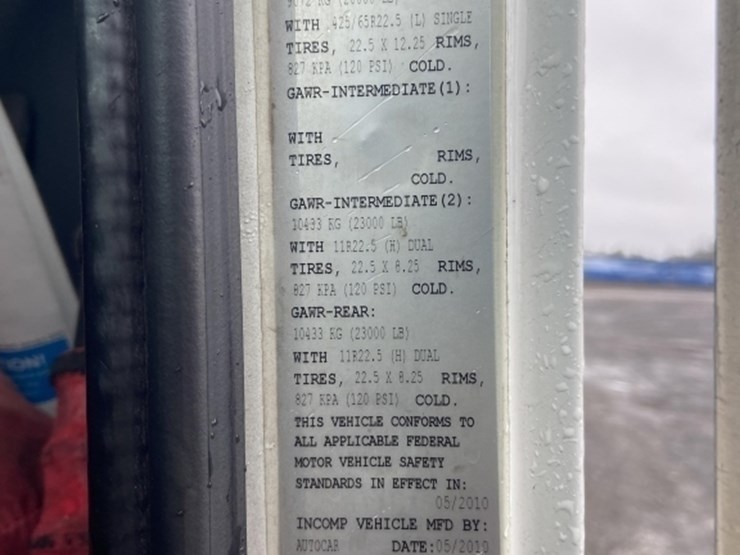 9072 KG (20000 LB)
WITH 425/65R22.5 (L) SINGLE
TIRES, 22.5 X 12.25 RIMS,
827 KPA (120 PSI) COLD.
GAWR-INTERMEDIATE(1):
WITH
TIRES, RIMS,
COLD.
GAWR-INTERMEDIATE(2):
10433 KG (23000 LB)
WITH 11R22.5 (H) DUAL
TIRES, 22.5 X 8.25 RIMS,
827 KPA (120 PSI) COLD.
GAWR-REAR:
10433 KG (23000 LB)
WITH 11R22.5 (H) DUAL
TIRES, 22.5 X 8.25 RIMS,
827 KPA (120 PSI) COLD.
THIS VEHICLE CONFORMS TO
ALL APPLICABLE FEDERAL
MOTOR VEHICLE SAFETY
STANDARDS IN EFFECT IN:
05/2010
INCOMP VEHICLE MFD BY:
AUTOCAR DATE:05/2010